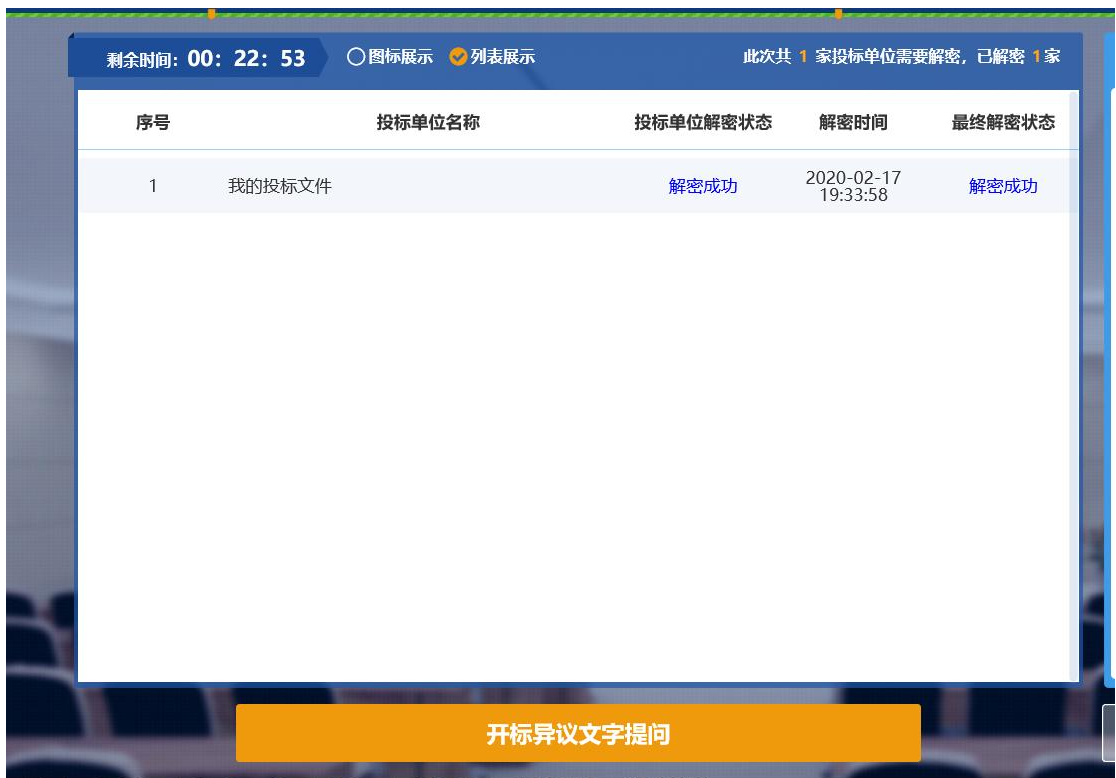 剩余时间：00：22：53 图标展示 列表展示 此次共 1 家投标单位需要解密，已解密 1 家
序号 投标单位名称 投标单位解密状态 解密时间 最终解密状态
1 我的投标文件 解密成功 2020-02-17 19:33:58 解密成功
开标异议文字提问